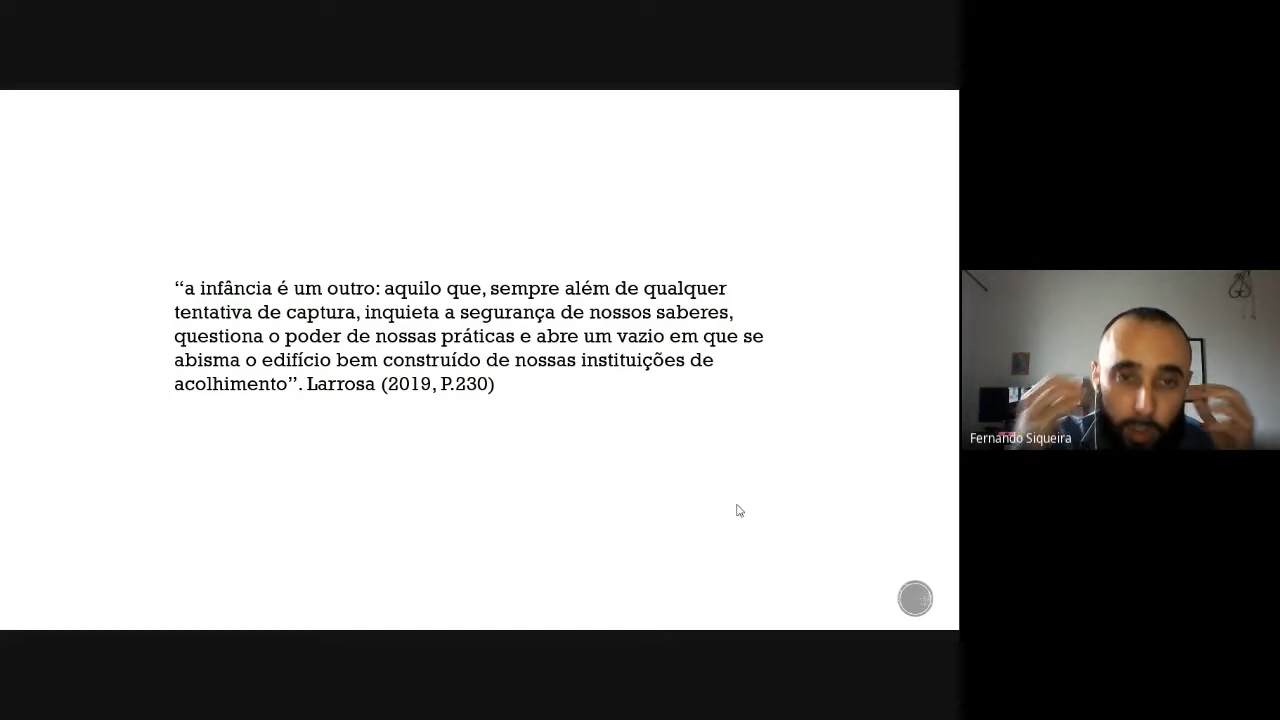 “a infância é um outro: aquilo que, sempre além de qualquer
tentativa de captura, inquieta a segurança de nossos saberes,
questiona o poder de nossas práticas e abre um vazio em que se
abisma o edifício bem construído de nossas instituições de
acolhimento”. Larrosa (2019, P.230)
Fernando Siqueira